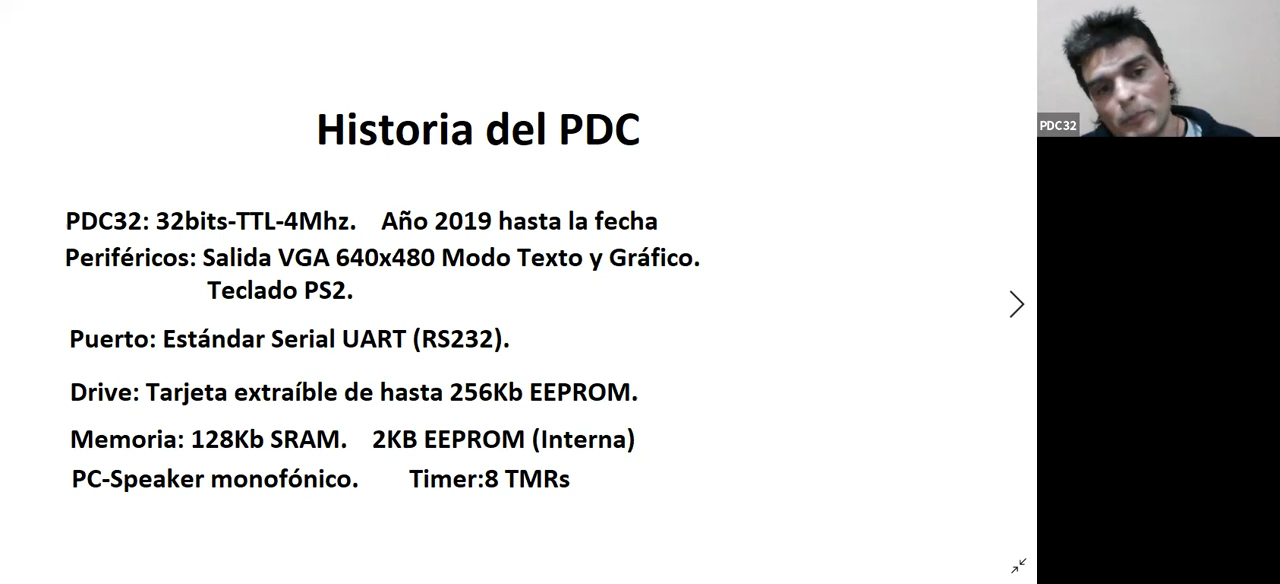 Historia del PDC
PDC32: 32bits-TTL-4Mhz. Año 2019 hasta la fecha
Periféricos: Salida VGA 640x480 Modo Texto y Gráfico.
Teclado PS2.
Puerto: Estándar Serial UART (RS232).
Drive: Tarjeta extraíble de hasta 256Kb EEPROM.
Memoria: 128Kb SRAM. 2KB EEPROM (Interna)
PC-Speaker monofónico. Timer:8 TMRs
PDC32